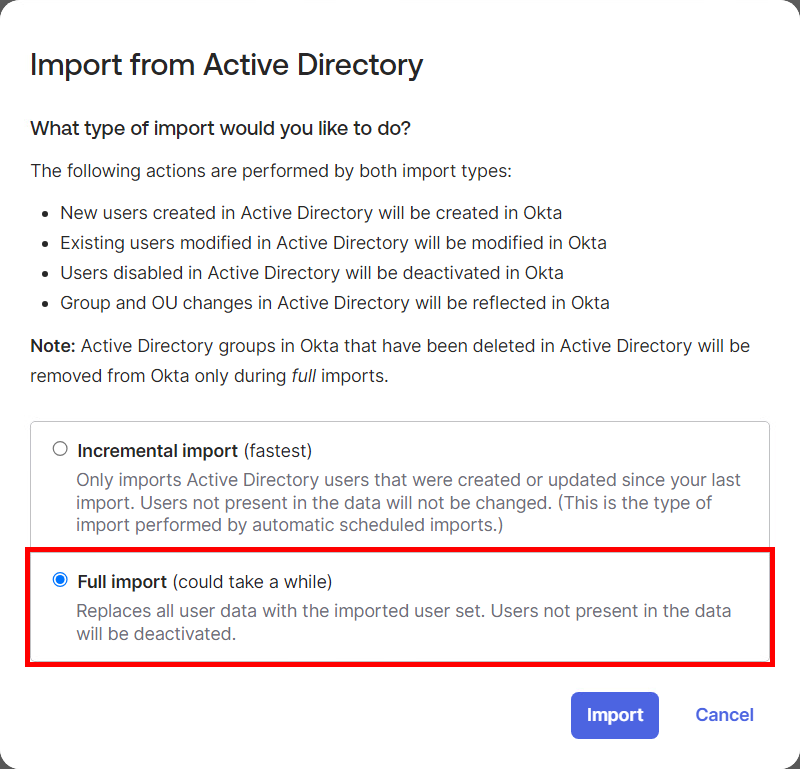 Import from Active Directory
What type of import would you like to do?
The following actions are performed by both import types:
• New users created in Active Directory will be created in Okta
• Existing users modified in Active Directory will be modified in Okta
• Users disabled in Active Directory will be deactivated in Okta
• Group and OU changes in Active Directory will be reflected in Okta
Note: Active Directory groups in Okta that have been deleted in Active Directory will be
removed from Okta only during full imports.
Incremental import (fastest)
Only imports Active Directory users that were created or updated since your last
import. Users not present in the data will not be changed. (This is the type of
import performed by automatic scheduled imports.)
Full import (could take a while)
Replaces all user data with the imported user set. Users not present in the data
will be deactivated.
Import Cancel